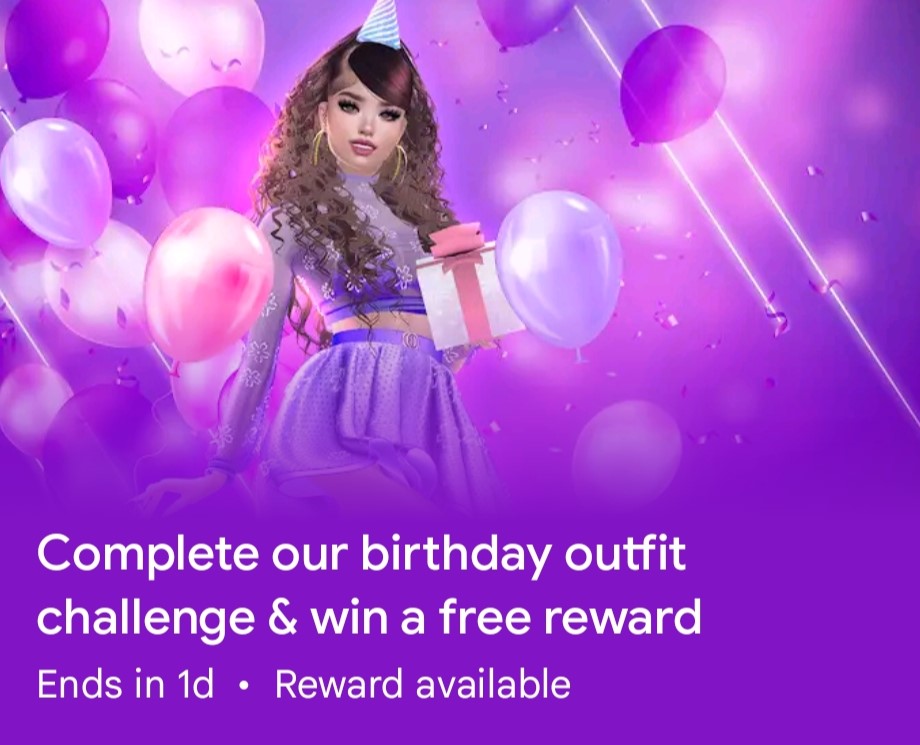 Complete our birthday outfit
challenge & win a free reward
Ends in 1d • Reward available